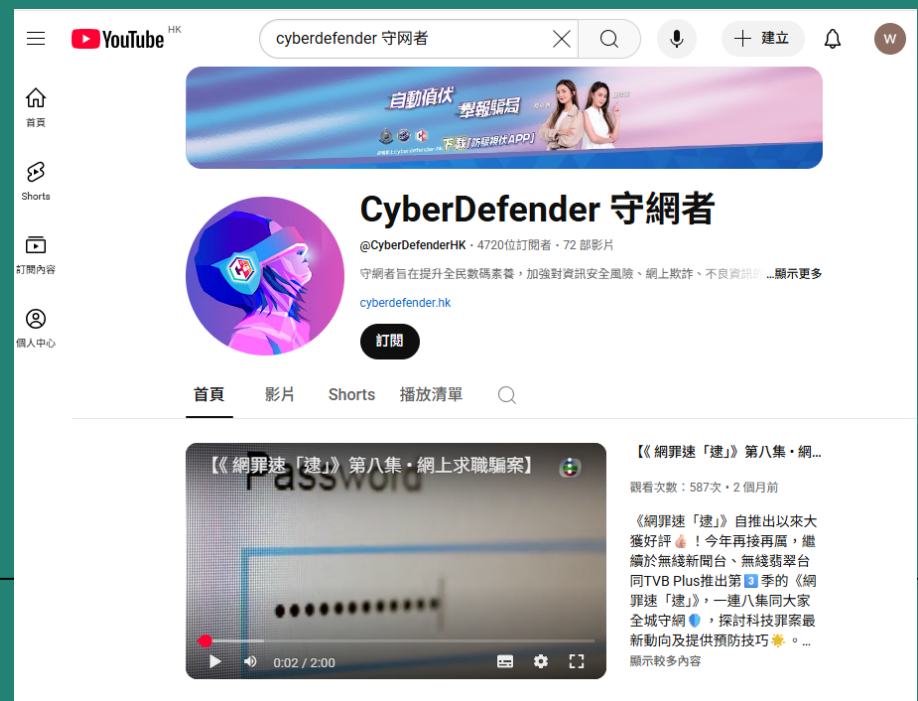 YouTube HK
cyberdefender 守网者
建立
W
首頁
Shorts
訂閱內容
個人中心
自動偵伏
舉報騙局
下載「防騙視伏APP」
CyberDefender 守網者
@CyberDefenderHK・4720位訂閱者・72 部影片
守網者旨在提升全民數碼素養，加強對資訊安全風險、網上欺詐、不良資訊的 ...顯示更多
cyberdefender.hk
訂閱
首頁 影片 Shorts 播放清單
【《 網罪速「逮」》第八集・網上求職騙案】
Password
0:02 / 2:00
【《 網罪速「逮」》第八集・網...
觀看次數：587次・2 個月前
《網罪速「逮」》自推出以來大
獲好評👍🏻！今年再接再厲，繼
續於無綫新聞台、無綫翡翠台
同TVB Plus推出第3️⃣季的《網
罪速「逮」》，一連八集同大家
全城守網🛡️，探討科技罪案最
新動向及提供預防技巧🌟。...
顯示較多內容